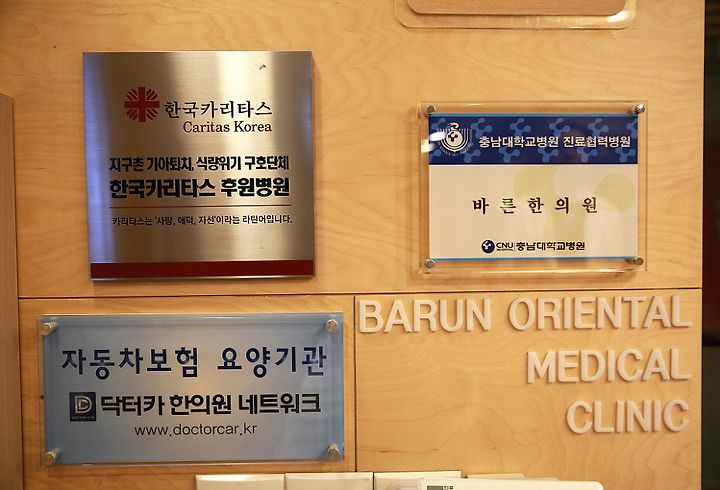 한국카리타스
Caritas Korea
지구촌 기아퇴치, 식량위기 구호단체
한국카리타스 후원병원
카리타스는 '사랑, 애덕, 자선'이라는 라틴어입니다.
충남대학교병원 진료협력병원
바른한의원
CNU 충남대학교병원
HOSPITAL
자동차보험 요양기관
닥터카 한의원 네트워크
DOCTOR CAR
www.doctorcar.kr
BARUN ORIENTAL
MEDICAL
CLINIC